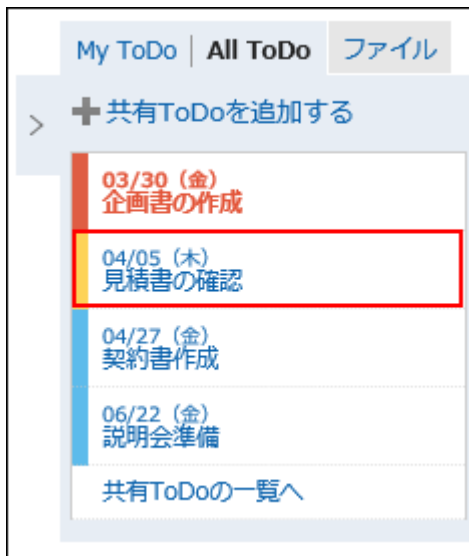 My ToDo | All ToDo ファイル
共有ToDoを追加する
03/30（金）
企画書の作成
04/05（木）
見積書の確認
04/27（金）
契約書作成
06/22（金）
説明会準備
共有ToDoの一覧へ